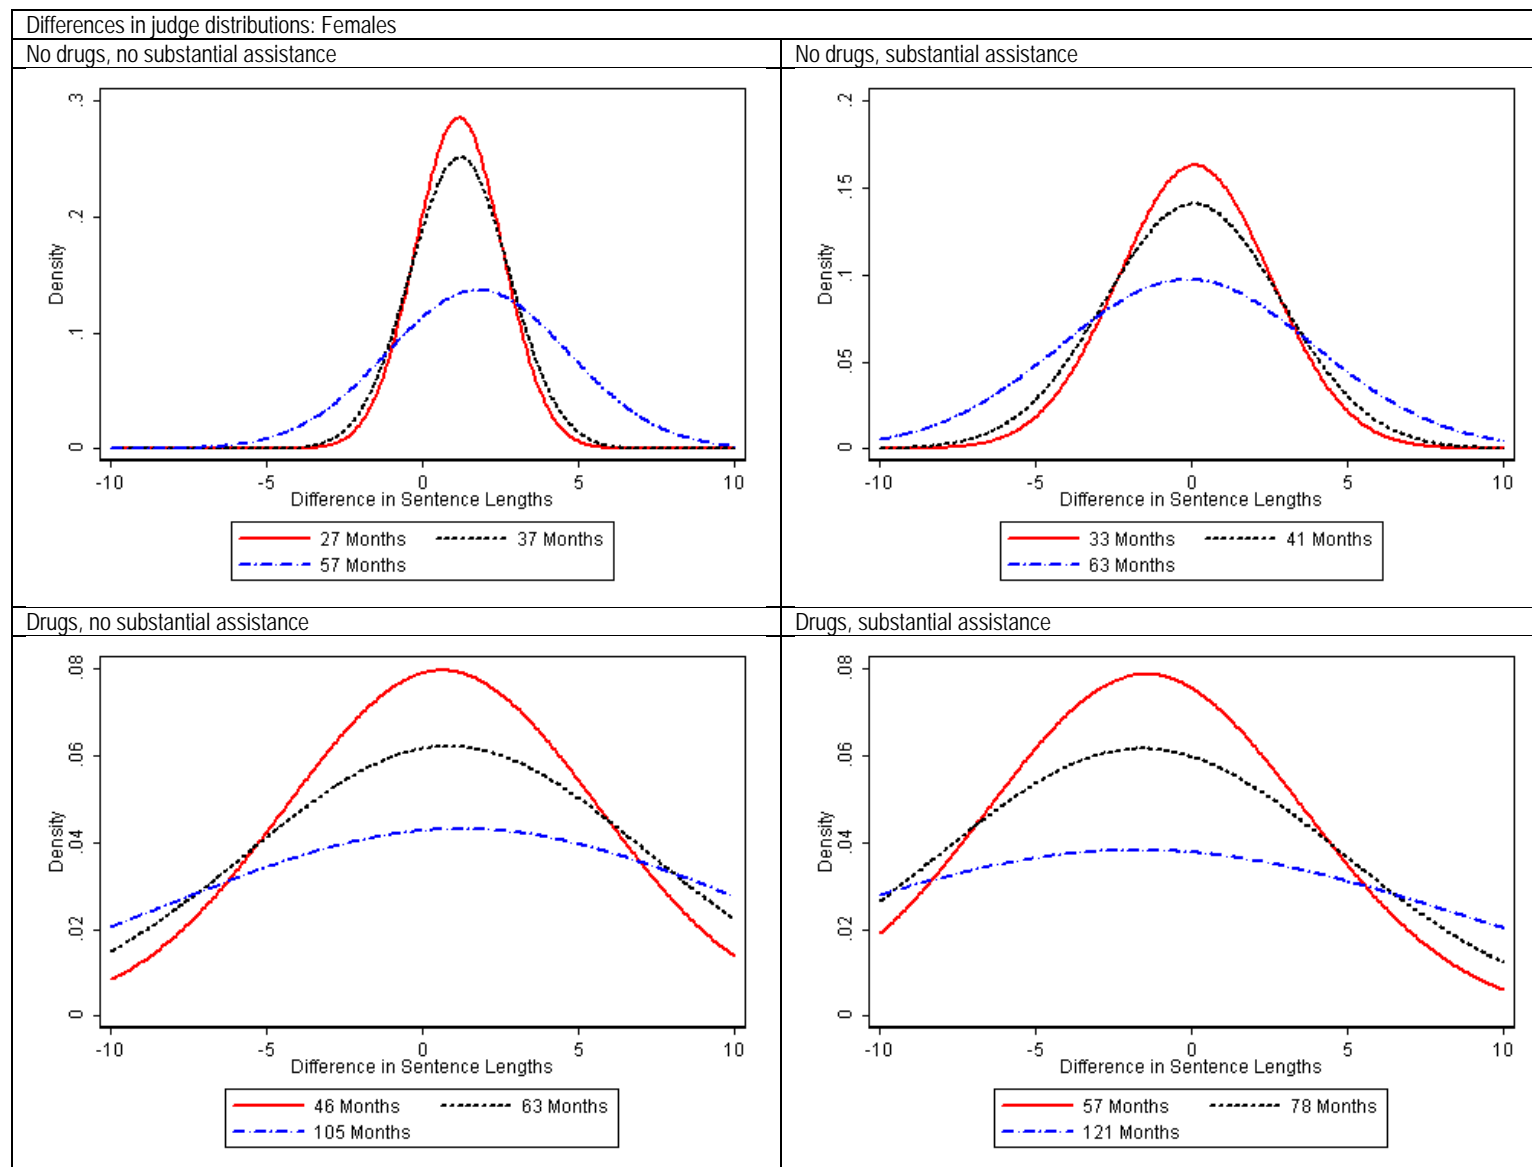 Differences in judge distributions: Females
No drugs, no substantial assistance
.3
.2
.1
0
Density
-10 -5 0 5 10
Difference in Sentence Lengths
27 Months 37 Months
57 Months
No drugs, substantial assistance
.2
.15
.1
.05
0
Density
-10 -5 0 5 10
Difference in Sentence Lengths
33 Months 41 Months
63 Months
Drugs, no substantial assistance
.08
.06
.04
.02
0
Density
-10 -5 0 5 10
Difference in Sentence Lengths
46 Months 63 Months
105 Months
Drugs, substantial assistance
.08
.06
.04
.02
0
Density
-10 -5 0 5 10
Difference in Sentence Lengths
57 Months 78 Months
121 Months